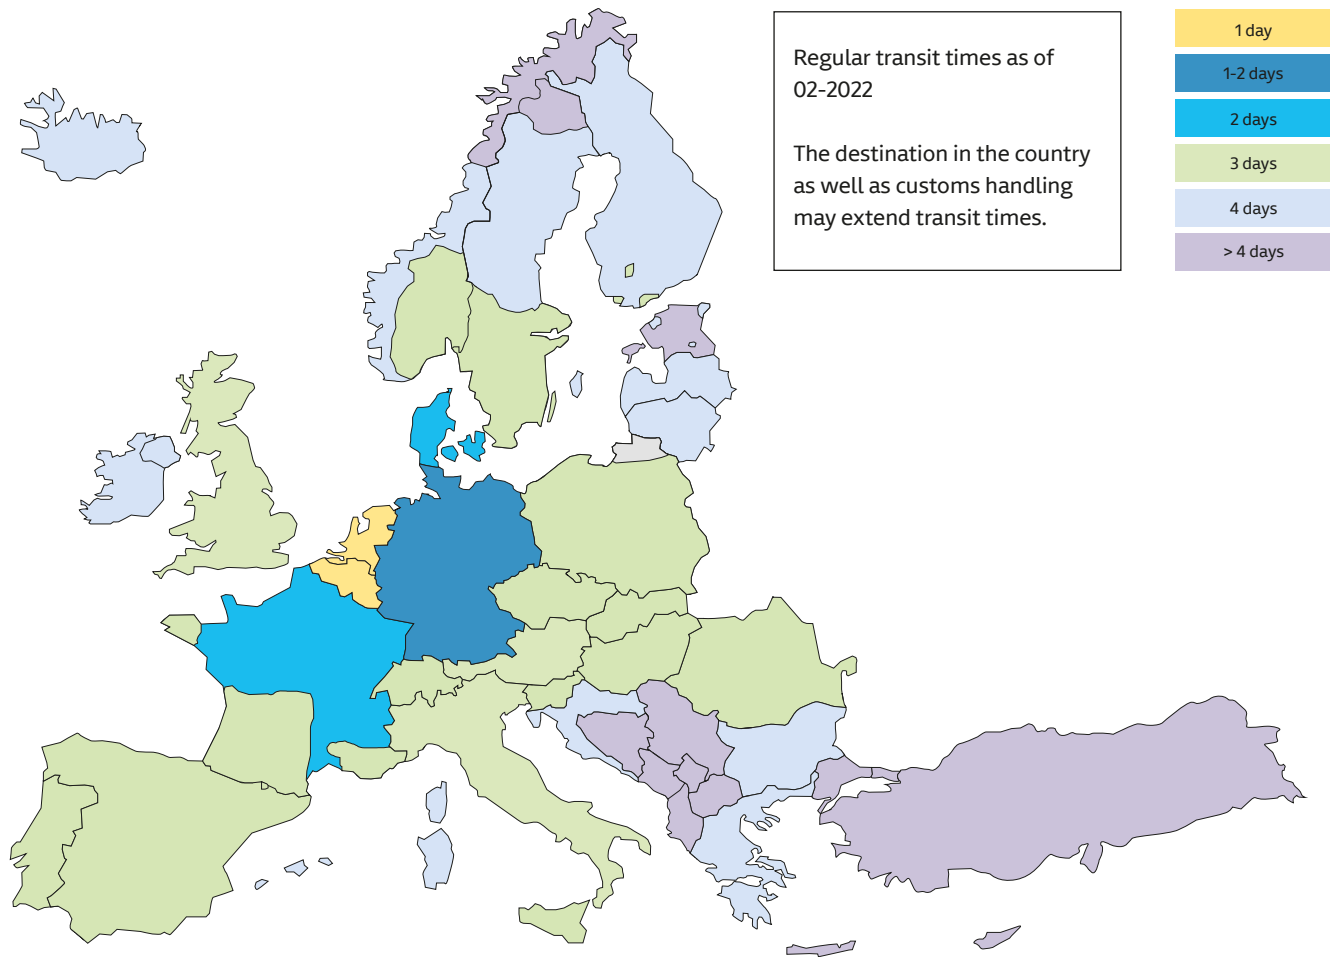 Regular transit times as of
02-2022
The destination in the country
as well as customs handling
may extend transit times.
1 day
1-2 days
2 days
3 days
4 days
> 4 days